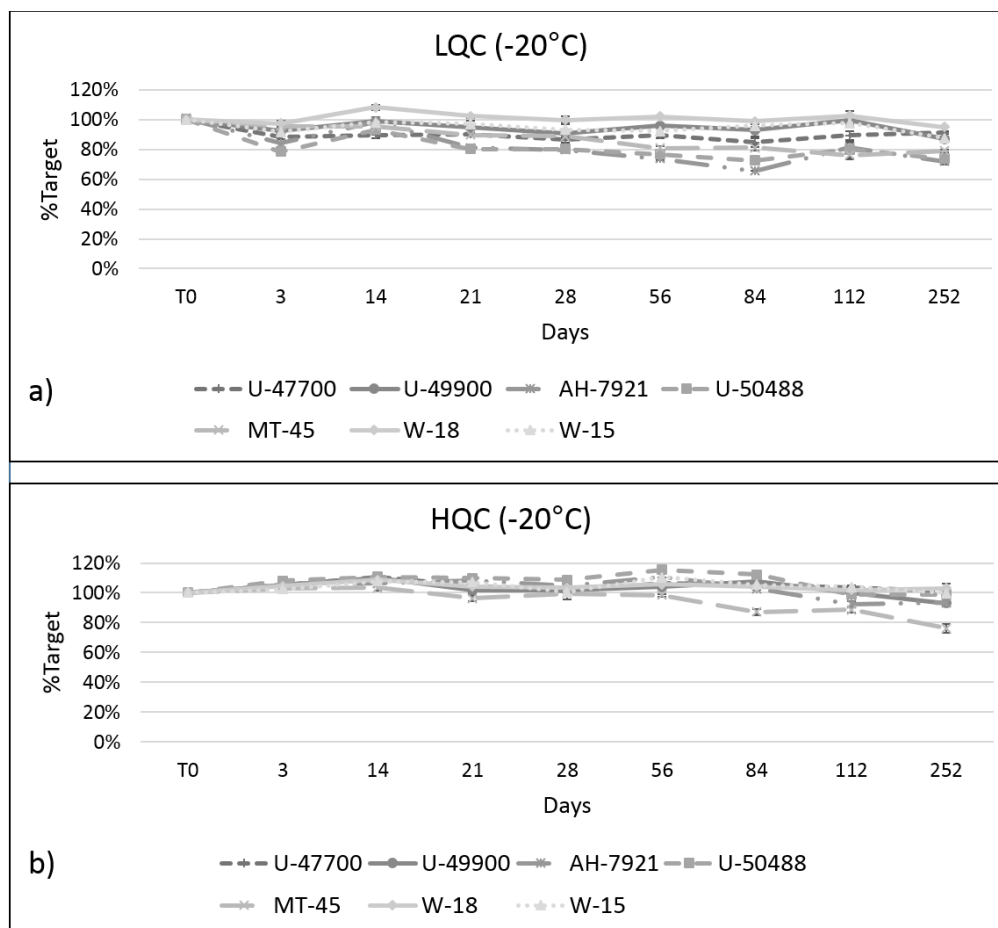 LQC (-20°C)
120%
100%
80%
60%
40%
20%
0%
%Target
T0 3 14 21 28 56 84 112 252
Days
a)
U-47700 U-49900 AH-7921 U-50488
MT-45 W-18 W-15
HQC (-20°C)
120%
100%
80%
60%
40%
20%
0%
%Target
T0 3 14 21 28 56 84 112 252
Days
b)
U-47700 U-49900 AH-7921 U-50488
MT-45 W-18 W-15